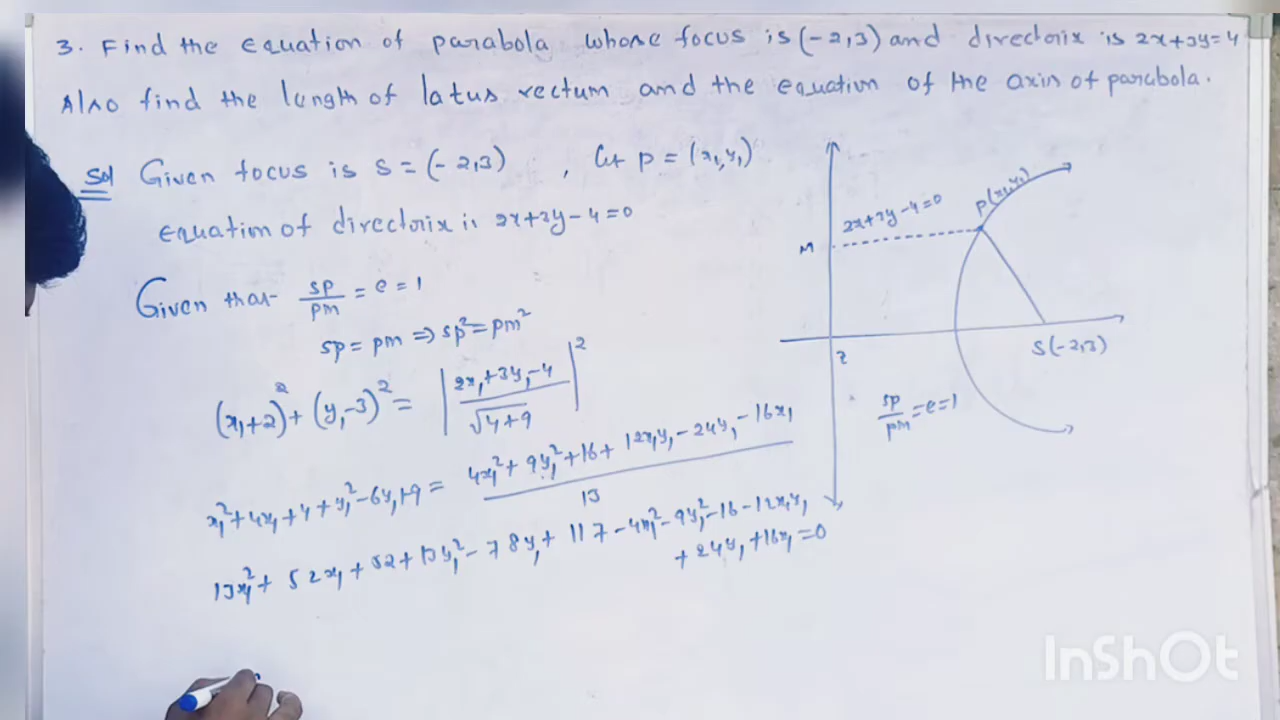 3. Find the equation of parabola whose focus is (-2,3) and directorix is 2x+3y=4
Also find the length of latus rectum and the equation of the axin of parabola.
Sol Given focus is S = (-2,3) , let P = (x₁,y₁)
equation of directorix is 2x+3y-4=0
Given that SP/PM = e = 1
SP = PM ⇒ SP² = PM²
(x₁+2)² + (y₁-3)² = |2x₁+3y₁-4 / √4+9|²
x₁²+4x₁+4+y₁²-6y₁+9 = 4x₁²+9y₁²+16+12x₁y₁-24y₁-16x₁ / 13
13x₁²+52x₁+52+13y₁²-78y₁+117-4x₁²-9y₁²-16-12x₁y₁
+24y₁+16x₁=0
2x+3y-4=0
P(x₁,y₁)
M
Z
S(-2,3)
SP/PM = e = 1
InShOt